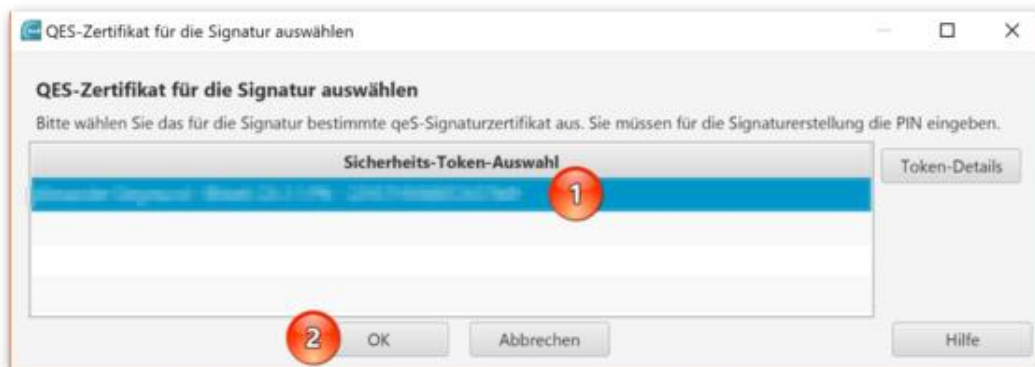 QES-Zertifikat für die Signatur auswählen
QES-Zertifikat für die Signatur auswählen
Bitte wählen Sie das für die Signatur bestimmte qeS-Signaturzertifikat aus. Sie müssen für die Signaturerstellung die PIN eingeben.
Sicherheits-Token-Auswahl
Token-Details
1
2
OK
Abbrechen
Hilfe